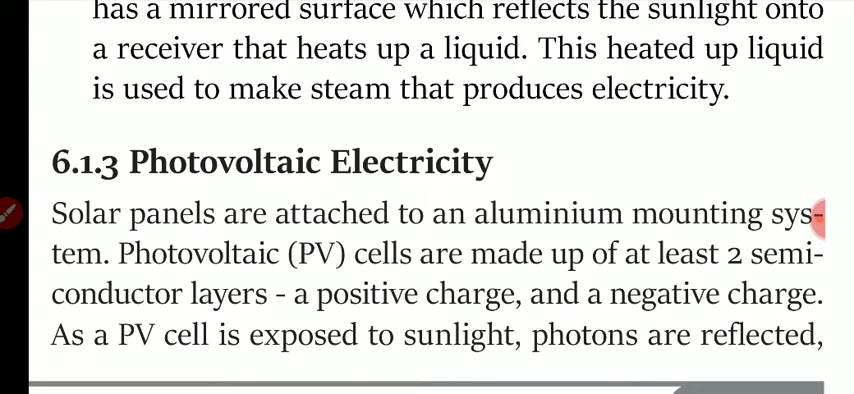 has a mirrored surface which reflects the sunlight onto
a receiver that heats up a liquid. This heated up liquid
is used to make steam that produces electricity.
6.1.3 Photovoltaic Electricity
Solar panels are attached to an aluminium mounting sys-
tem. Photovoltaic (PV) cells are made up of at least 2 semi-
conductor layers - a positive charge, and a negative charge.
As a PV cell is exposed to sunlight, photons are reflected,